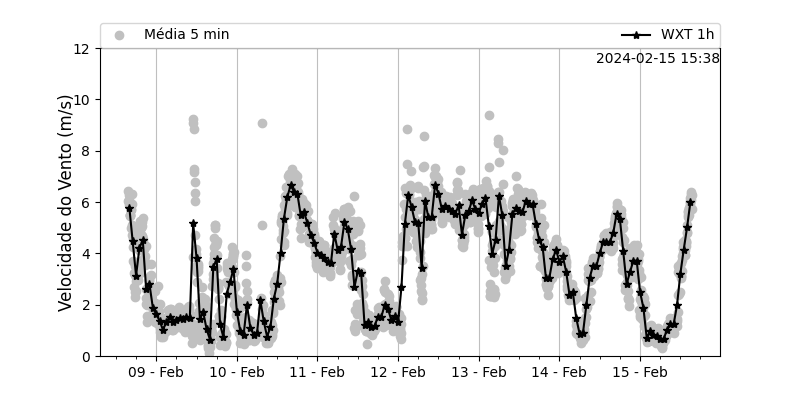 Média 5 min
WXT 1h
2024-02-15 15:38
Velocidade do Vento (m/s)
12
10
8
6
4
2
0
09 - Feb
10 - Feb
11 - Feb
12 - Feb
13 - Feb
14 - Feb
15 - Feb